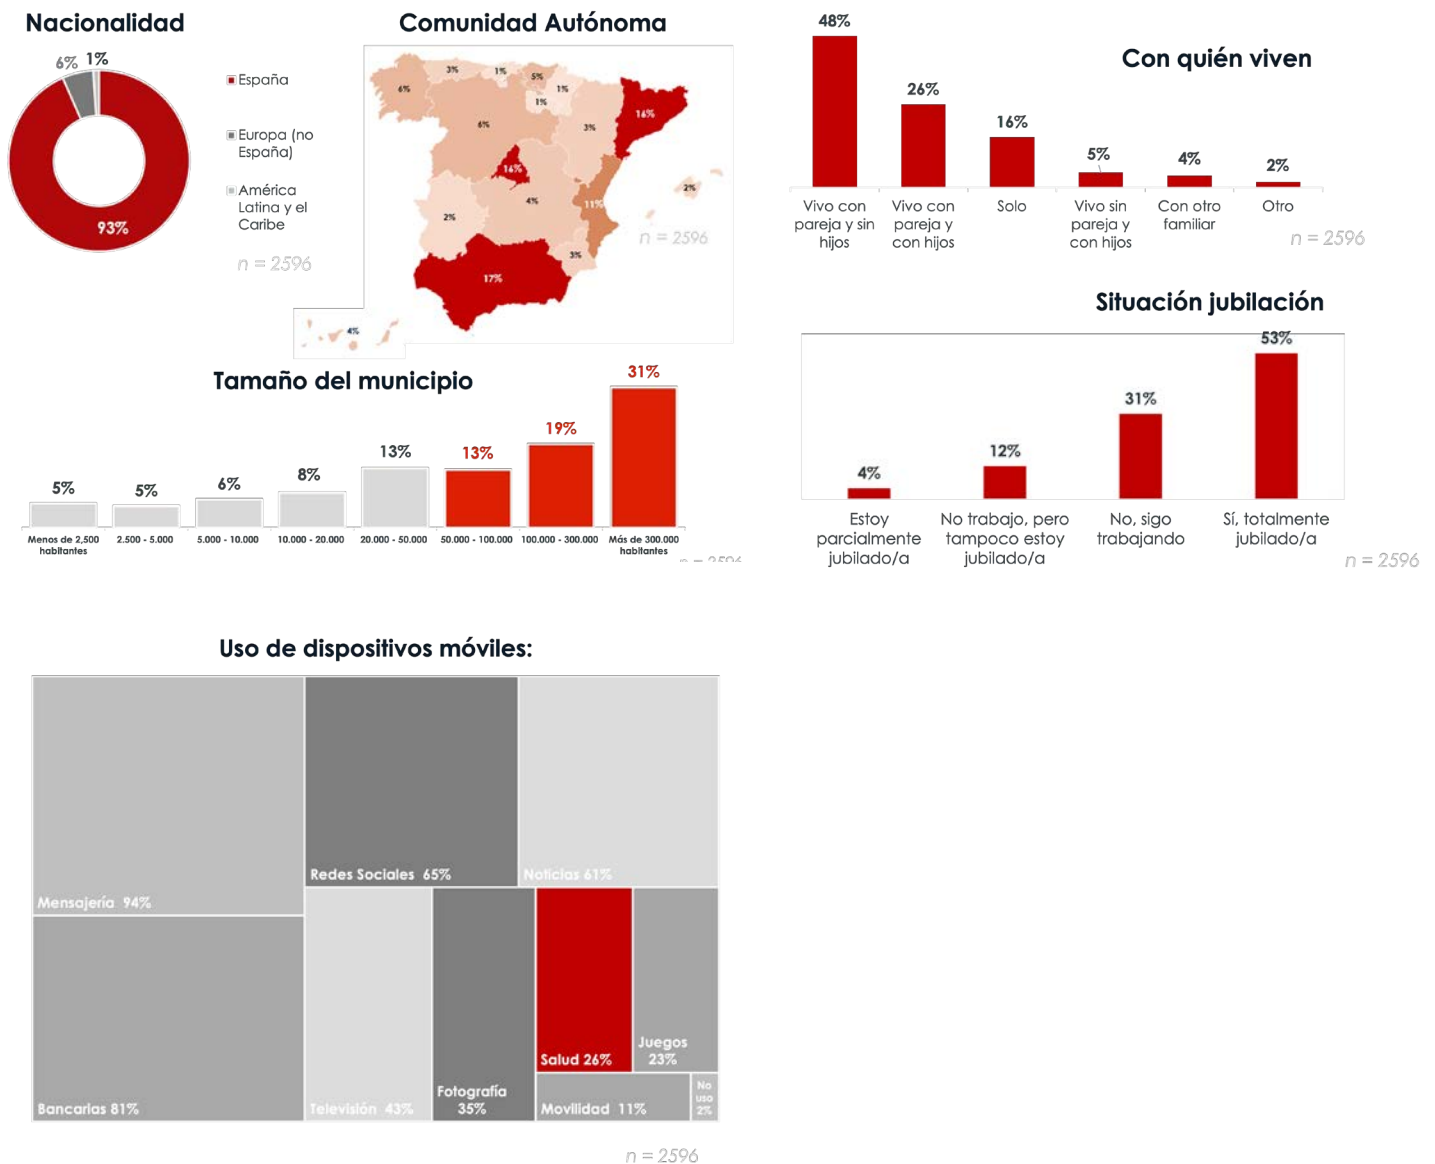 Nacionalidad
6%
1%
93%
España
Europa (no
España)
América
Latina y el
Caribe
n = 2596
Comunidad Autónoma
6%
3%
1%
5%
1%
1%
3%
16%
6%
16%
2%
4%
11%
2%
3%
17%
4%
n = 2596
Tamaño del municipio
5%
5%
6%
8%
13%
13%
19%
31%
Menos de 2,500
habitantes
2.500 - 5.000
5.000 - 10.000
10.000 - 20.000
20.000 - 50.000
50.000 - 100.000
100.000 - 300.000
Más de 300.000
habitantes
n = 2596
Con quién viven
48%
26%
16%
5%
4%
2%
Vivo con
pareja y sin
hijos
Vivo con
pareja y
con hijos
Solo
Vivo sin
pareja y
con hijos
Con otro
familiar
Otro
n = 2596
Situación jubilación
4%
12%
31%
53%
Estoy
parcialmente
jubilado/a
No trabajo, pero
tampoco estoy
jubilado/a
No, sigo
trabajando
Sí, totalmente
jubilado/a
n = 2596
Uso de dispositivos móviles:
Mensajería 94%
Bancarias 81%
Redes Sociales 65%
Noticias 61%
Televisión 43%
Fotografía
35%
Salud 26%
Juegos
23%
Movilidad 11%
No
uso
2%
n = 2596